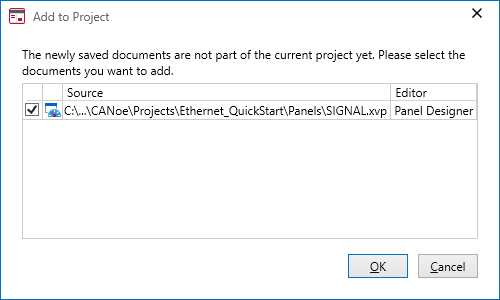 Add to Project
The newly saved documents are not part of the current project yet. Please select the
documents you want to add.
Source Editor
C:\...\CANoe\Projects\Ethernet_QuickStart\Panels\SIGNAL.xvp Panel Designer
OK Cancel